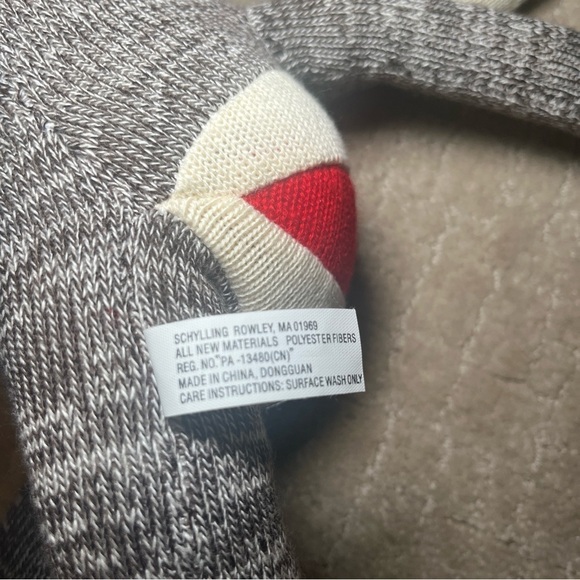 SCHYLLING ROWLEY, MA 01969
ALL NEW MATERIALS POLYESTER FIBERS
REG. NO."PA -13480(CN)"
MADE IN CHINA, DONGGUAN
CARE INSTRUCTIONS: SURFACE WASH ONLY